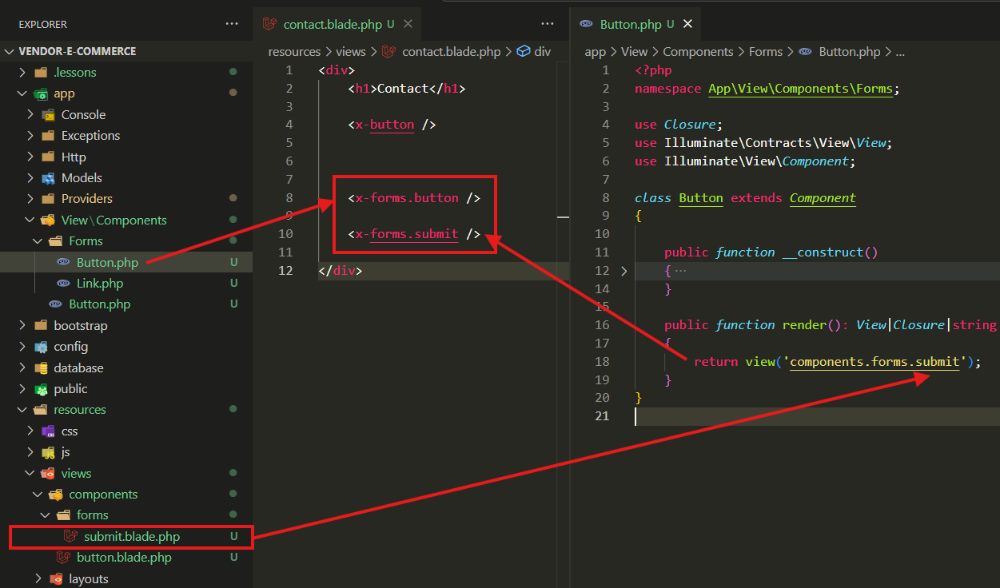 EXPLORER
VENDOR-E-COMMERCE
.lessons
app
Console
Exceptions
Http
Models
Providers
View\Components
Forms
Button.php U
Link.php U
Button.php U
bootstrap
config
database
public
resources
css
js
views
components
forms
submit.blade.php U
button.blade.php U
layouts
contact.blade.php U
resources > views > contact.blade.php > div
1 <div>
2 <h1>Contact</h1>
3
4 <x-button />
5
6
7
8 <x-forms.button />
9
10 <x-forms.submit />
11
12 </div>
Button.php U
app > View > Components > Forms > Button.php > ...
1 <?php
2 namespace App\View\Components\Forms;
3
4 use Closure;
5 use Illuminate\Contracts\View\View;
6 use Illuminate\View\Component;
7
8 class Button extends Component
9 {
10
11 public function __construct()
12 { ...
14 }
15
16 public function render(): View|Closure|string
17 {
18 return view('components.forms.submit');
19 }
20 }
21